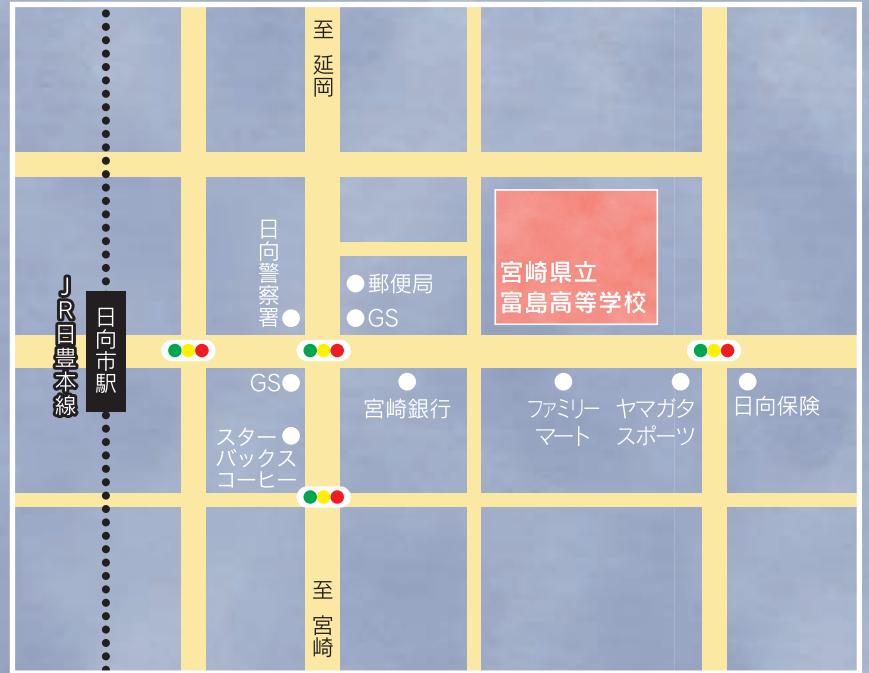 至 延岡
日向警察署
郵便局
GS
宮崎県立
富島高等学校
JR日豊本線
日向市駅
GS
宮崎銀行
ファミリー
マート
ヤマガタ
スポーツ
日向保険
スター
バックス
コーヒー
至 宮崎